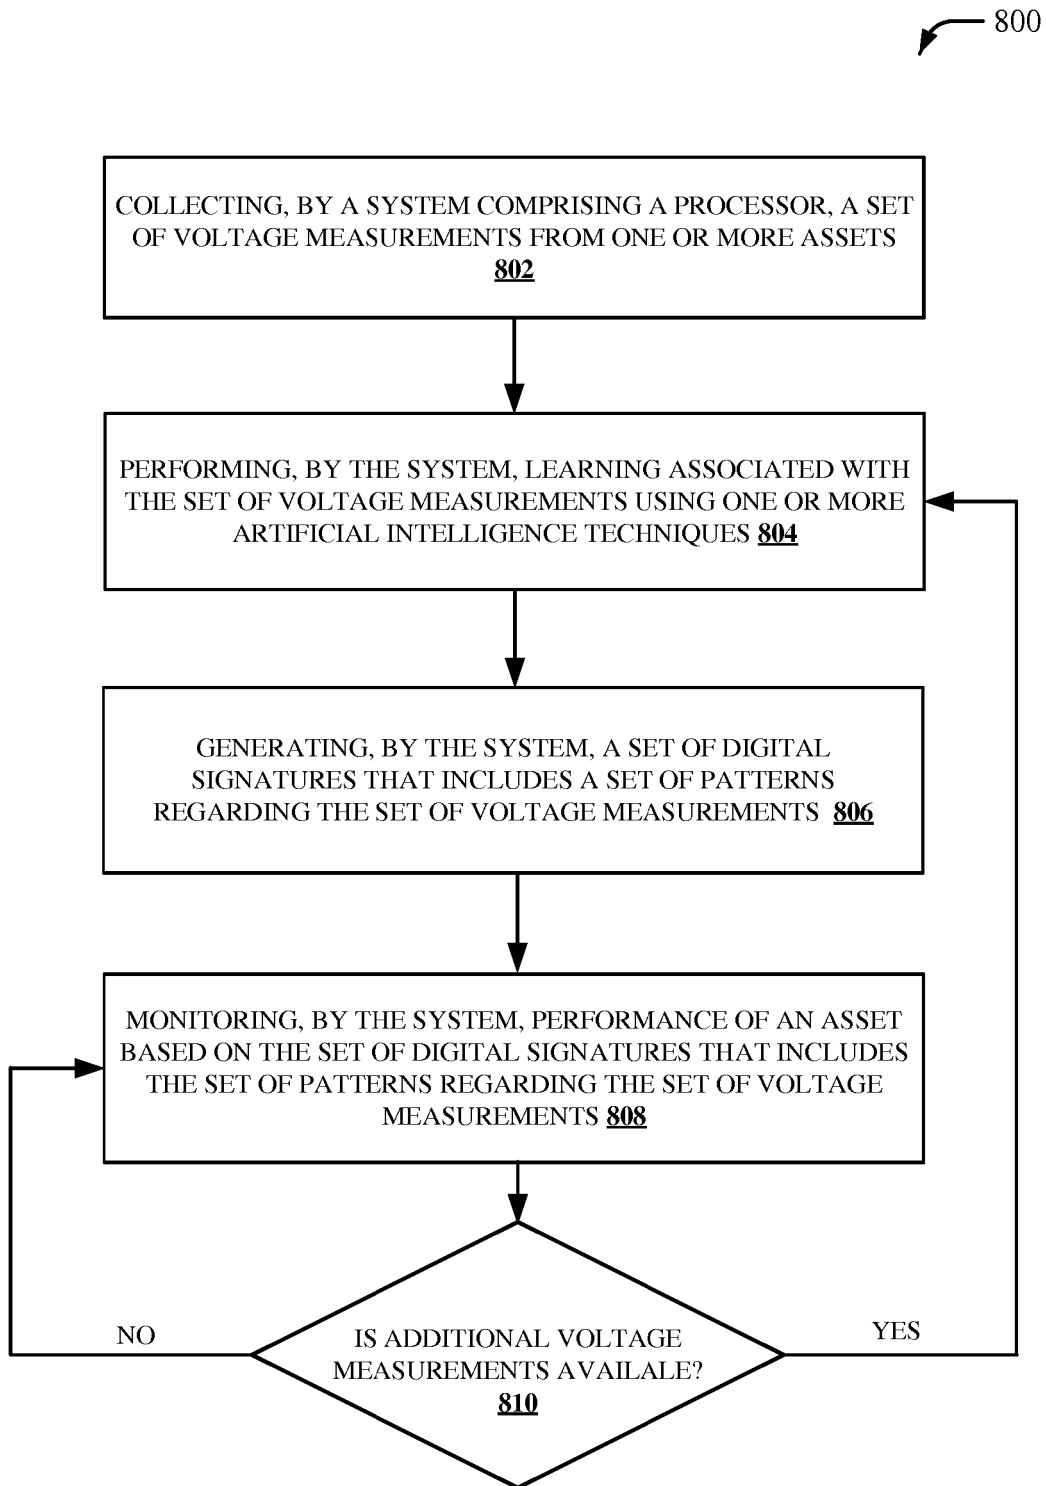 800
COLLECTING, BY A SYSTEM COMPRISING A PROCESSOR, A SET
OF VOLTAGE MEASUREMENTS FROM ONE OR MORE ASSETS
802
PERFORMING, BY THE SYSTEM, LEARNING ASSOCIATED WITH
THE SET OF VOLTAGE MEASUREMENTS USING ONE OR MORE
ARTIFICIAL INTELLIGENCE TECHNIQUES 804
GENERATING, BY THE SYSTEM, A SET OF DIGITAL
SIGNATURES THAT INCLUDES A SET OF PATTERNS
REGARDING THE SET OF VOLTAGE MEASUREMENTS 806
MONITORING, BY THE SYSTEM, PERFORMANCE OF AN ASSET
BASED ON THE SET OF DIGITAL SIGNATURES THAT INCLUDES
THE SET OF PATTERNS REGARDING THE SET OF VOLTAGE
MEASUREMENTS 808
NO
YES
IS ADDITIONAL VOLTAGE
MEASUREMENTS AVAILALE?
810